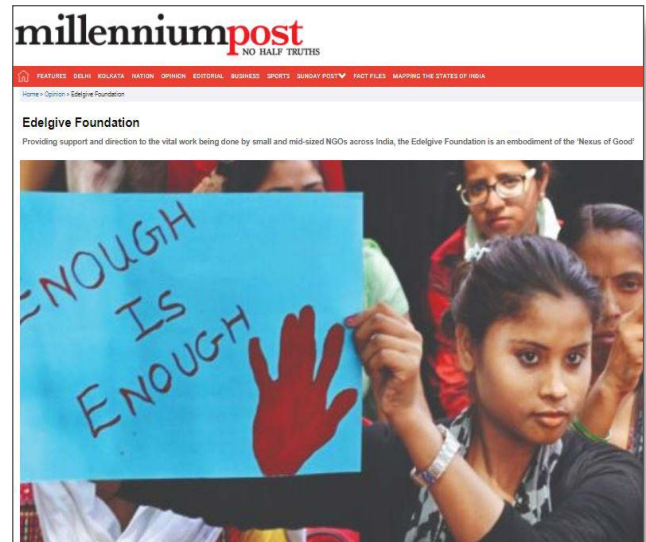 millenniumpost
NO HALF TRUTHS
FEATURES DELHI KOLKATA NATION OPINION EDITORIAL BUSINESS SPORTS SUNDAY POST FACT FILES MAPPING THE STATES OF INDIA
Home > Opinion > Edelgive Foundation
Edelgive Foundation
Providing support and direction to the vital work being done by small and mid-sized NGOs across India, the Edelgive Foundation is an embodiment of the ‘Nexus of Good’
ENOUGH
IS
ENOUGH